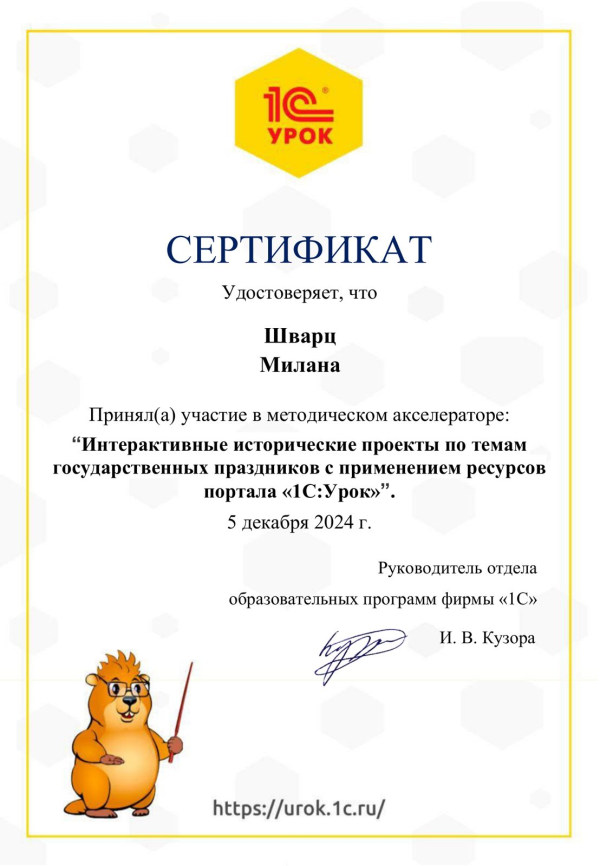 1С®
УРОК
СЕРТИФИКАТ
Удостоверяет, что
Шварц
Милана
Принял(а) участие в методическом акселераторе:
“Интерактивные исторические проекты по темам
государственных праздников с применением ресурсов
портала «1С:Урок»”.
5 декабря 2024 г.
Руководитель отдела
образовательных программ фирмы «1С»
И. В. Кузора
https://urok.1c.ru/